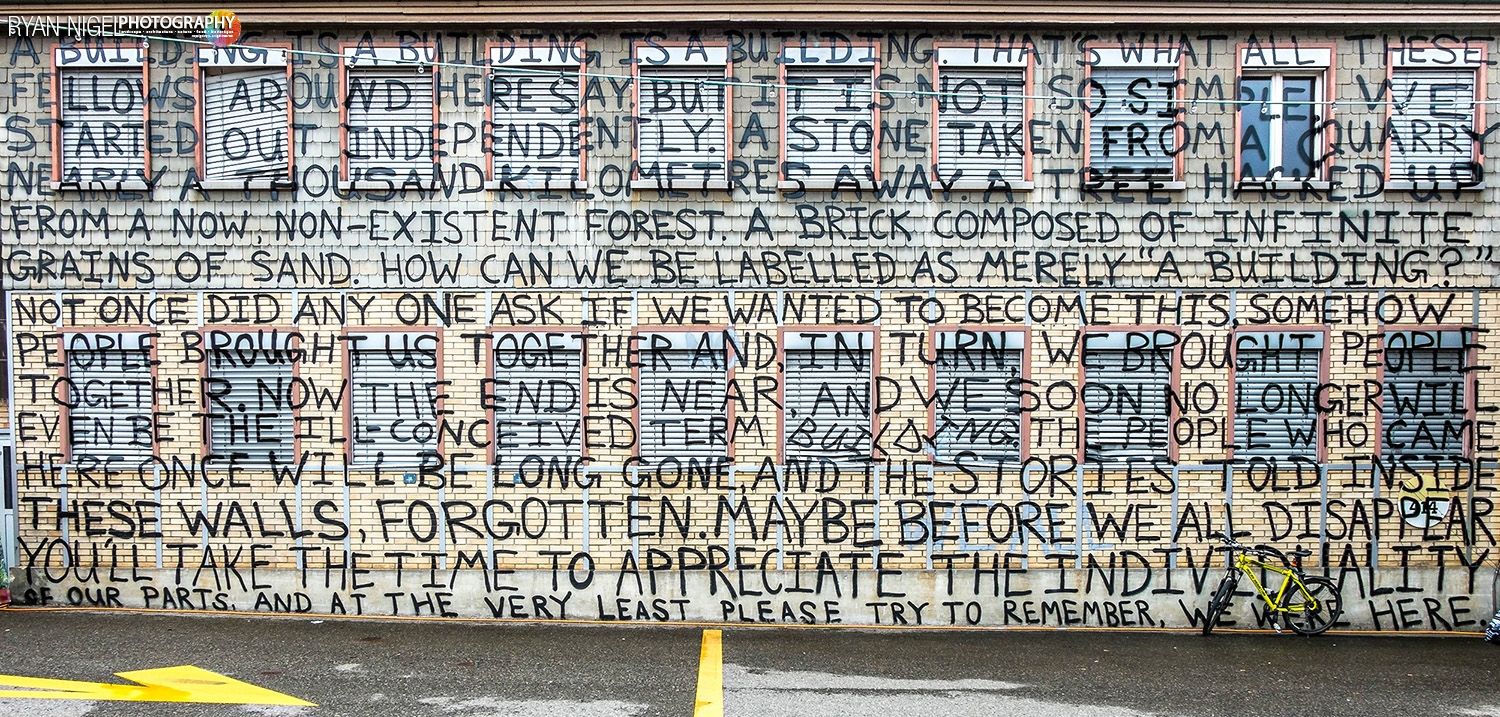 RYAN NIGEL PHOTOGRAPHY
A BUILDING IS A BUILDING. THAT'S WHAT ALL THESE
FELLOWS AROUND HERE SAY. BUT IT IS NOT SO SIMPLE. WE
STARTED OUT INDEPENDENTLY. A STONE TAKEN FROM A QUARRY
NEARLY A THOUSAND KILOMETRES AWAY. A TREE HACKED UP
FROM A NOW, NON-EXISTENT FOREST. A BRICK COMPOSED OF INFINITE
GRAINS OF SAND. HOW CAN WE BE LABELLED AS MERELY "A BUILDING?"
NOT ONCE DID ANY ONE ASK IF WE WANTED TO BECOME THIS, SOMEHOW
PEOPLE BROUGHT US TOGETHER AND, IN TURN, WE BROUGHT PEOPLE
TOGETHER. NOW THE END IS NEAR, AND WE SOON NO LONGER WILL
EVEN BE THE ILL-CONCEIVED TERM BUILDING. THE PEOPLE WHO CAME
HERE ONCE WILL BE LONG GONE AND THE STORIES TOLD INSIDE
THESE WALLS, FORGOTTEN. MAYBE BEFORE WE ALL DISAPPEAR
414
YOU'LL TAKE THE TIME TO APPRECIATE THE INDIVIDUALITY
OF OUR PARTS, AND AT THE VERY LEAST PLEASE TRY TO REMEMBER, WE WERE HERE.